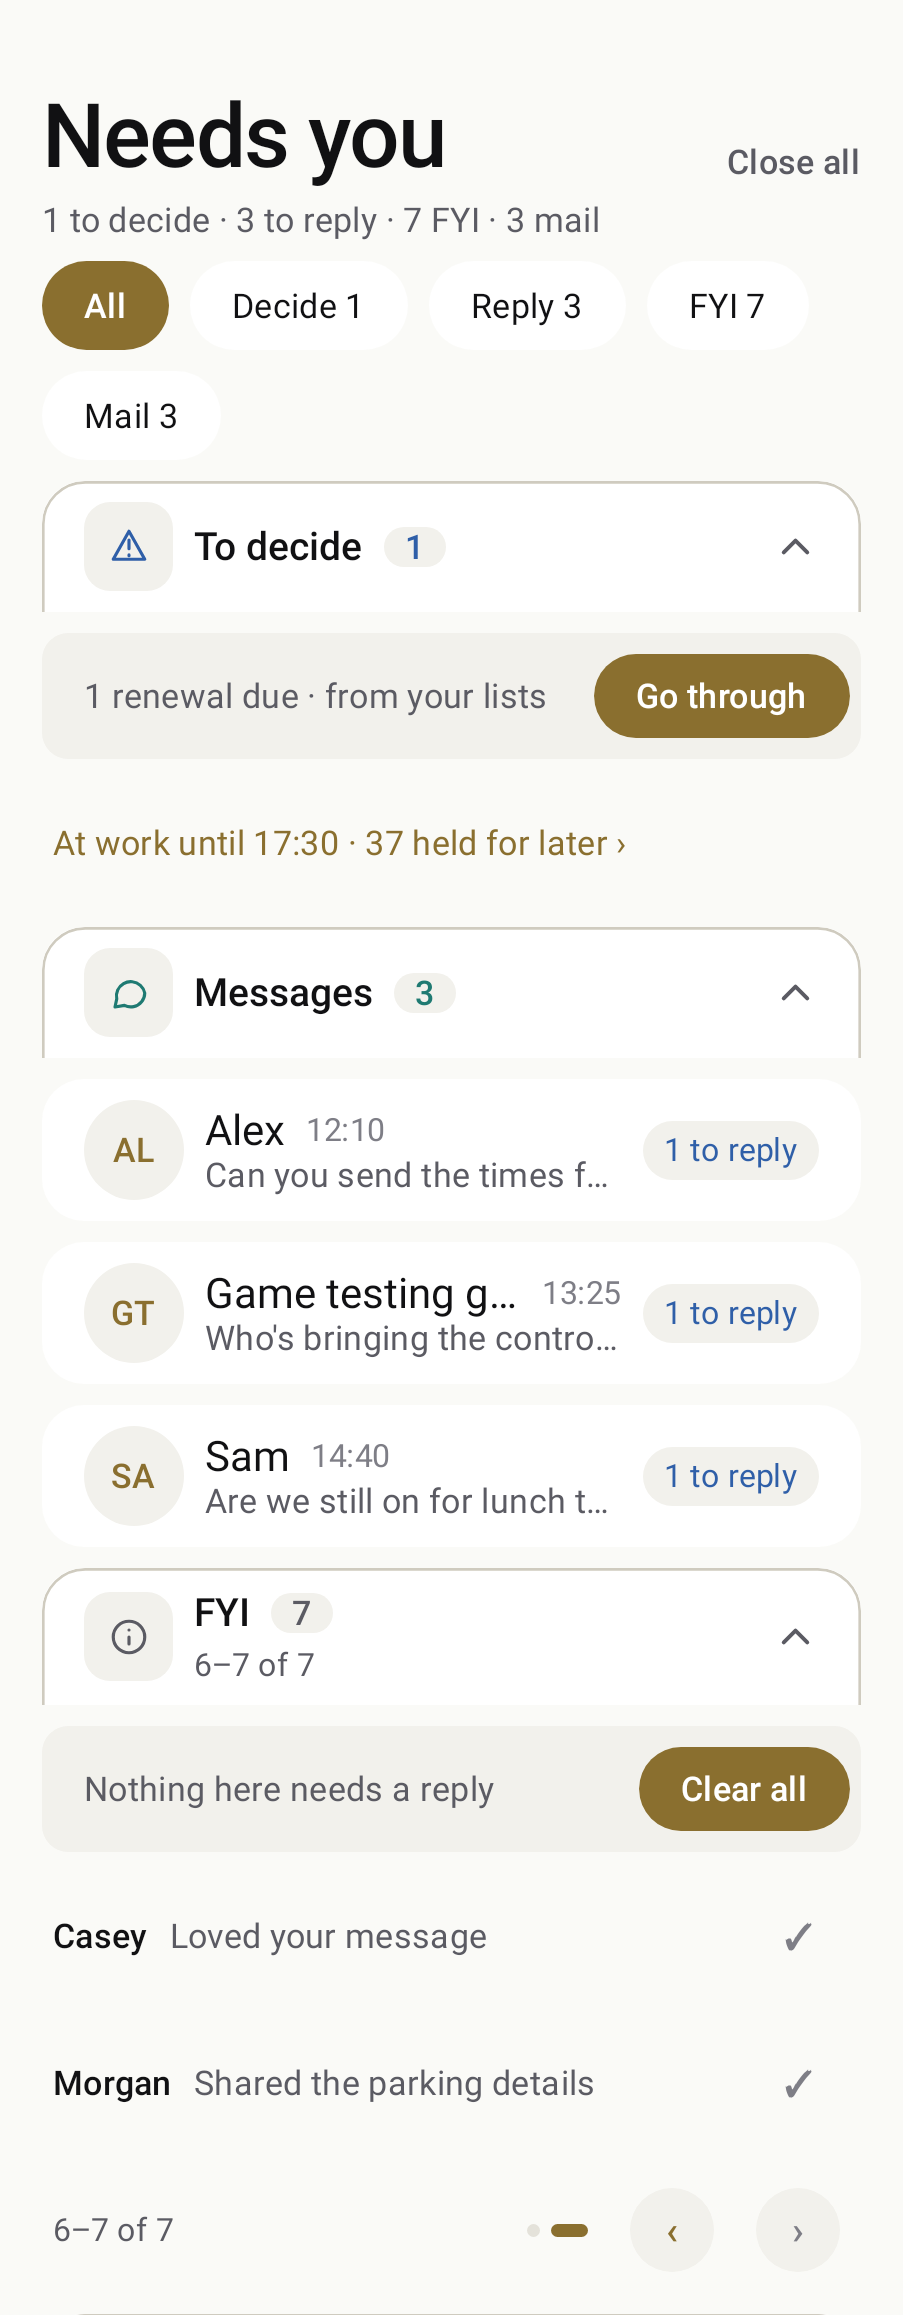 Needs you
Close all
1 to decide · 3 to reply · 7 FYI · 3 mail
All
Decide 1
Reply 3
FYI 7
Mail 3
To decide 1
1 renewal due · from your lists
Go through
At work until 17:30 · 37 held for later ›
Messages 3
AL
Alex 12:10
Can you send the times f…
1 to reply
GT
Game testing g… 13:25
Who's bringing the contro…
1 to reply
SA
Sam 14:40
Are we still on for lunch t…
1 to reply
FYI 7
6–7 of 7
Nothing here needs a reply
Clear all
Casey Loved your message ✓
Morgan Shared the parking details ✓
6–7 of 7
‹ ›